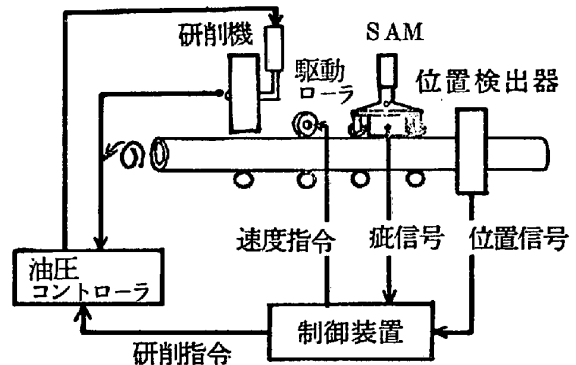 研削機
SAM
駆動
ローラ
位置検出器
速度指令
疵信号
位置信号
油圧
コントローラ
制御装置
研削指令